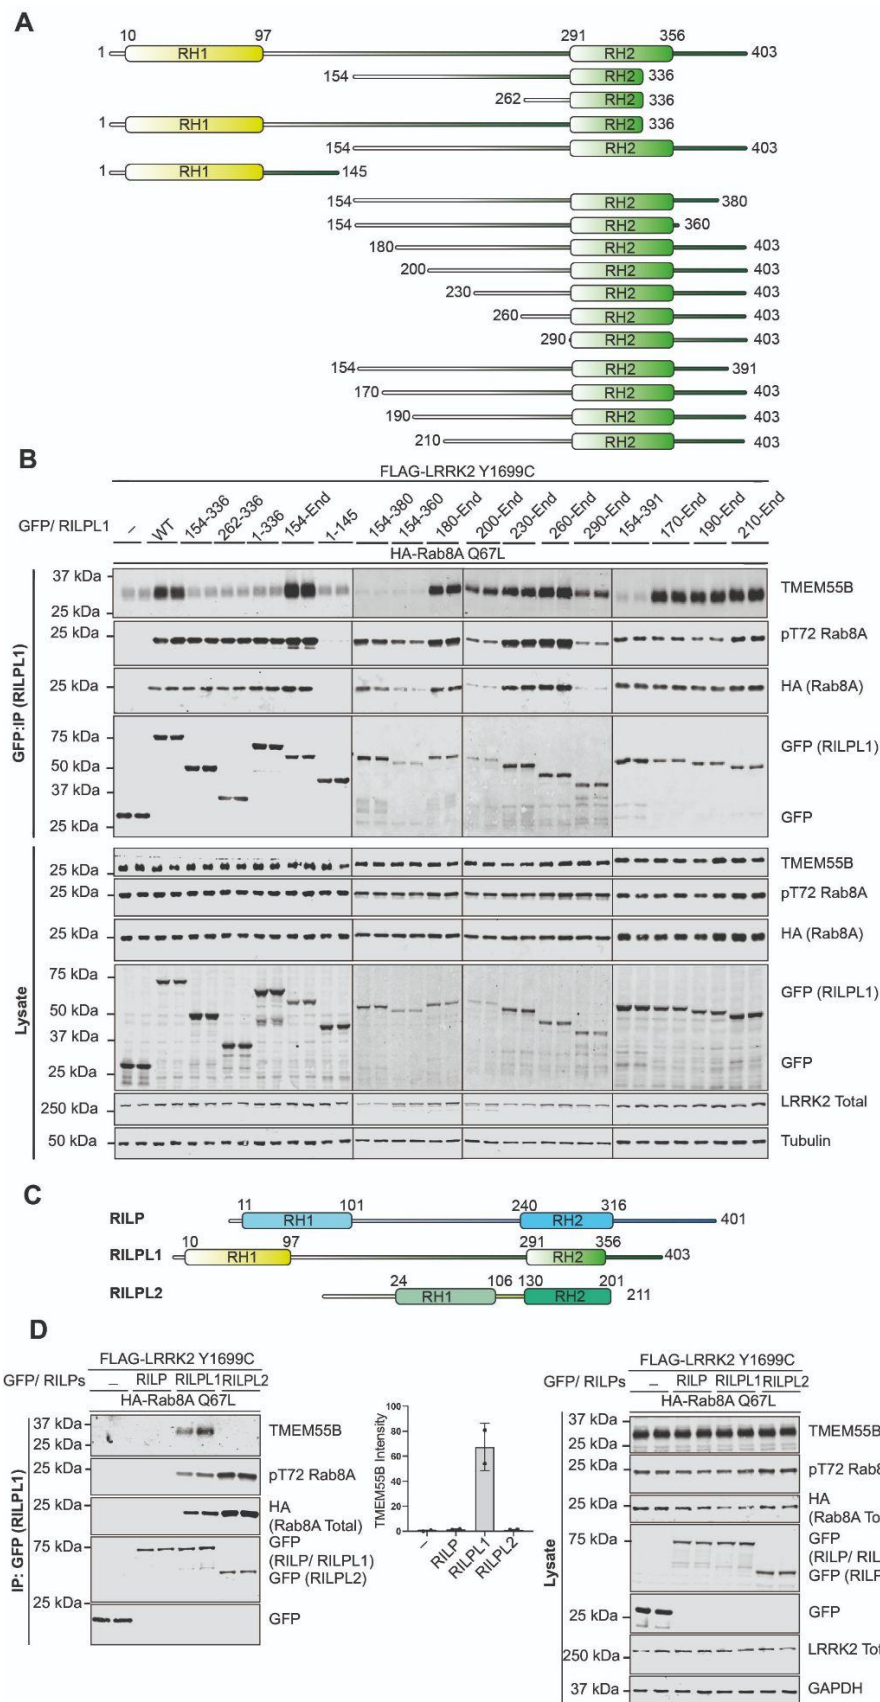 A
1 10 RH1 97 291 RH2 356 403
154 RH2 336
262 RH2 336
1 RH1 RH2 336
154 RH2 403
1 RH1 145
154 RH2 380
154 RH2 360
180 RH2 403
200 RH2 403
230 RH2 403
260 RH2 403
290 RH2 403
154 RH2 391
170 RH2 403
190 RH2 403
210 RH2 403
B
FLAG-LRRK2 Y1699C
GFP/ RILPL1 – WT 154-336 262-336 1-336 154-End 1-145 154-380 154-360 180-End 200-End 230-End 260-End 290-End 154-391 170-End 190-End 210-End
HA-Rab8A Q67L
GFP:IP (RILPL1)
37 kDa TMEM55B
25 kDa
25 kDa pT72 Rab8A
25 kDa HA (Rab8A)
75 kDa GFP (RILPL1)
50 kDa
37 kDa
25 kDa GFP
Lysate
25 kDa TMEM55B
25 kDa pT72 Rab8A
25 kDa HA (Rab8A)
75 kDa GFP (RILPL1)
50 kDa
37 kDa
25 kDa GFP
250 kDa LRRK2 Total
50 kDa Tubulin
C
RILP 11 RH1 101 240 RH2 316 401
RILPL1 10 RH1 97 291 RH2 356 403
RILPL2 24 RH1 106 130 RH2 201 211
D
FLAG-LRRK2 Y1699C
GFP/ RILPs – RILP RILPL1 RILPL2
HA-Rab8A Q67L
IP: GFP (RILPL1)
37 kDa TMEM55B
25 kDa
25 kDa pT72 Rab8A
25 kDa HA
(Rab8A Total)
75 kDa GFP
(RILP/ RILPL1)
GFP (RILPL2)
25 kDa
GFP
TMEM55B Intensity
100
80
60
40
20
0
– RILP RILPL1 RILPL2
FLAG-LRRK2 Y1699C
GFP/ RILPs – RILP RILPL1 RILPL2
HA-Rab8A Q67L
Lysate
37 kDa TMEM55B
25 kDa
25 kDa pT72 Rab8
25 kDa HA
(Rab8A To
75 kDa GFP
(RILP/ RIL
GFP (RILP
25 kDa GFP
250 kDa LRRK2 Tot
37 kDa GAPDH